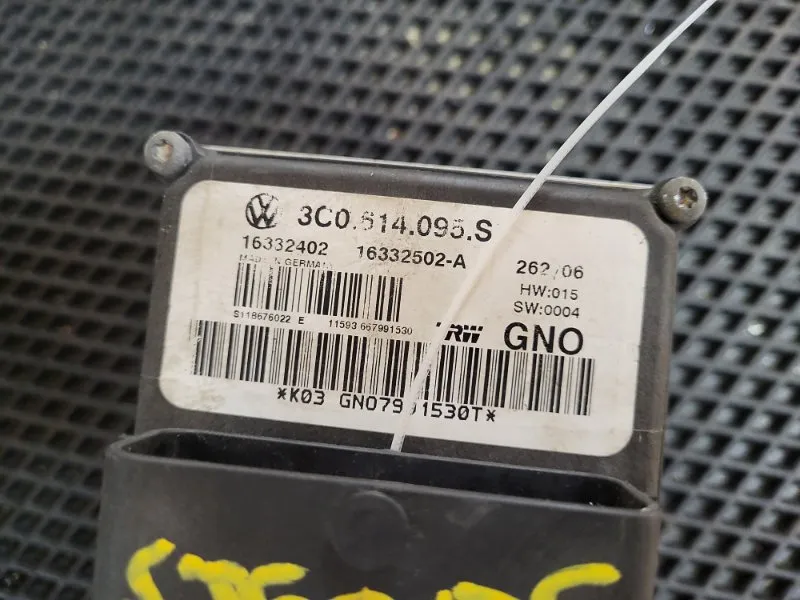 3C0.614.095.S
16332402 16332502-A 262/06
MADE IN GERMANY HW:015
SW:0004
S118676022 E 11593 667991530 TRW GNO
*K03 GNO7991530T*